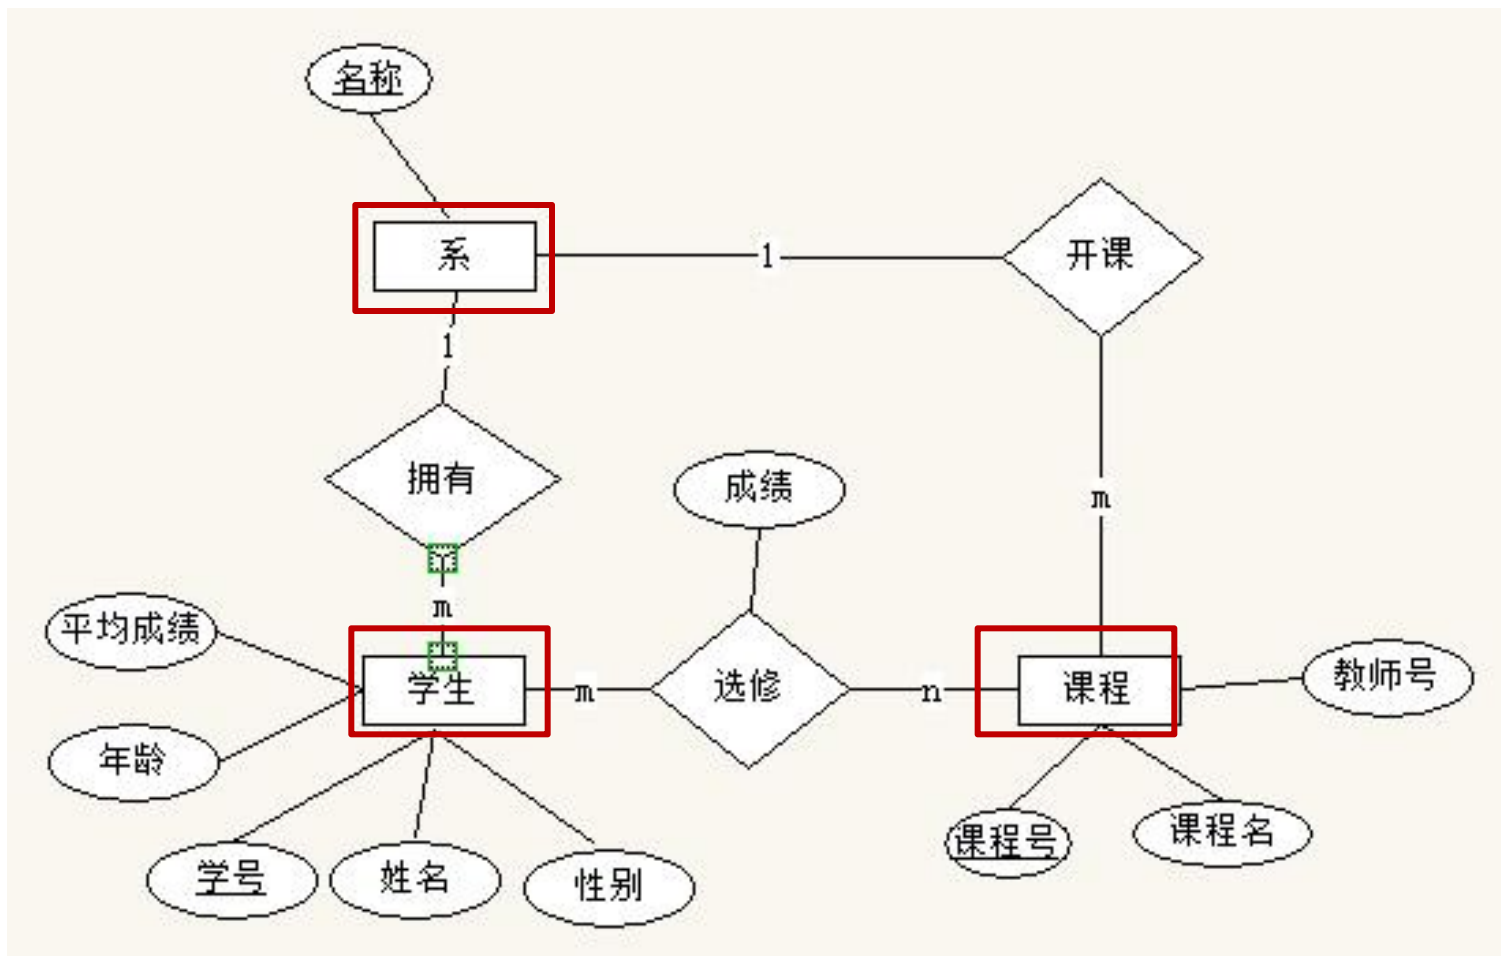 名称
系
1
开课
1
拥有
成绩
m
m
平均成绩
学生
m
选修
n
课程
教师号
年龄
学号
姓名
性别
课程号
课程名